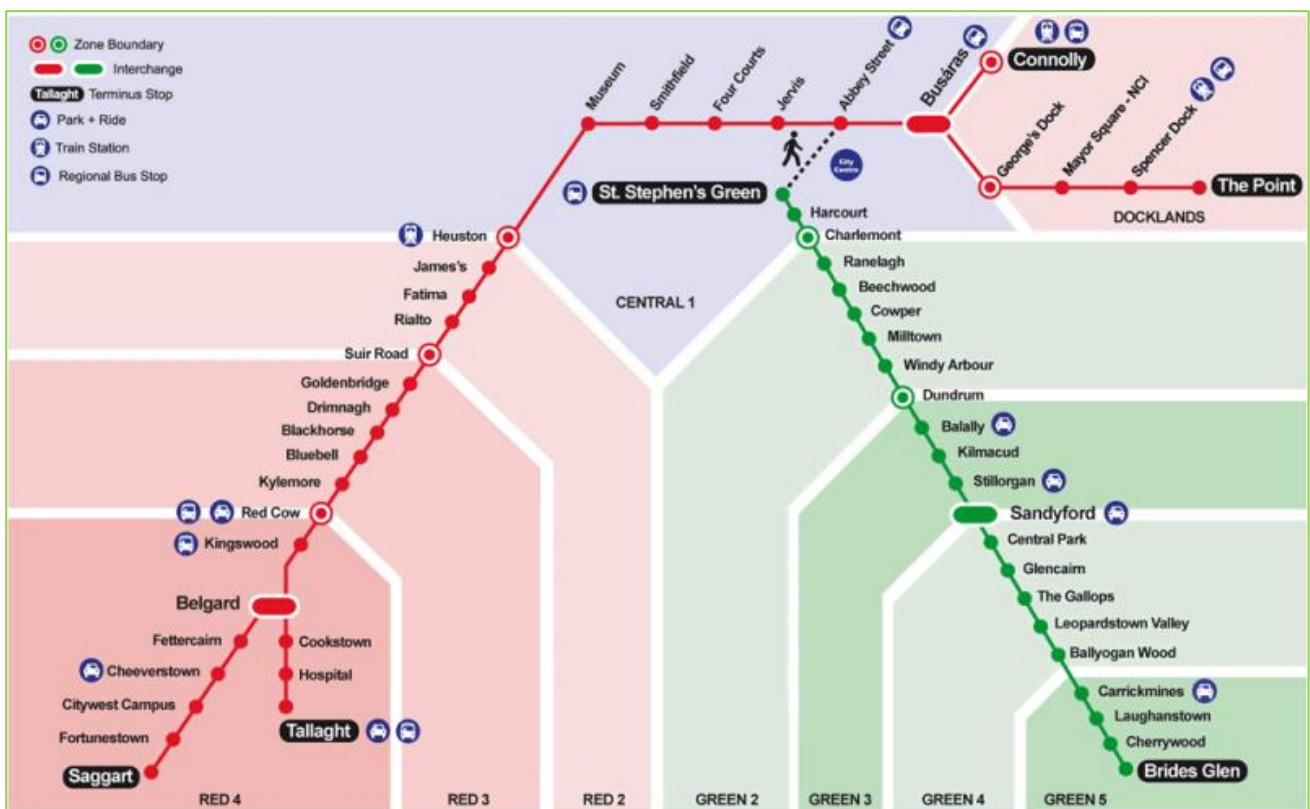 Zone Boundary
Interchange
Tallaght Terminus Stop
Park + Ride
Train Station
Regional Bus Stop
Museum
Smithfield
Four Courts
Jervis
Abbey Street
Busáras
Connolly
George's Dock
Mayor Square - NCI
Spencer Dock
The Point
DOCKLANDS
City
Centre
St. Stephen's Green
Harcourt
Heuston
Charlemont
James's
Ranelagh
Fatima
Beechwood
CENTRAL 1
Rialto
Cowper
Milltown
Suir Road
Windy Arbour
Goldenbridge
Dundrum
Drimnagh
Blackhorse
Balally
Bluebell
Kilmacud
Kylemore
Stillorgan
Red Cow
Sandyford
Kingswood
Central Park
Glencairn
Belgard
The Gallops
Leopardstown Valley
Fettercairn
Cookstown
Ballyogan Wood
Cheeverstown
Hospital
Carrickmines
Citywest Campus
Laughanstown
Tallaght
Fortunestown
Cherrywood
Saggart
Brides Glen
RED 4
RED 3
RED 2
GREEN 2
GREEN 3
GREEN 4
GREEN 5